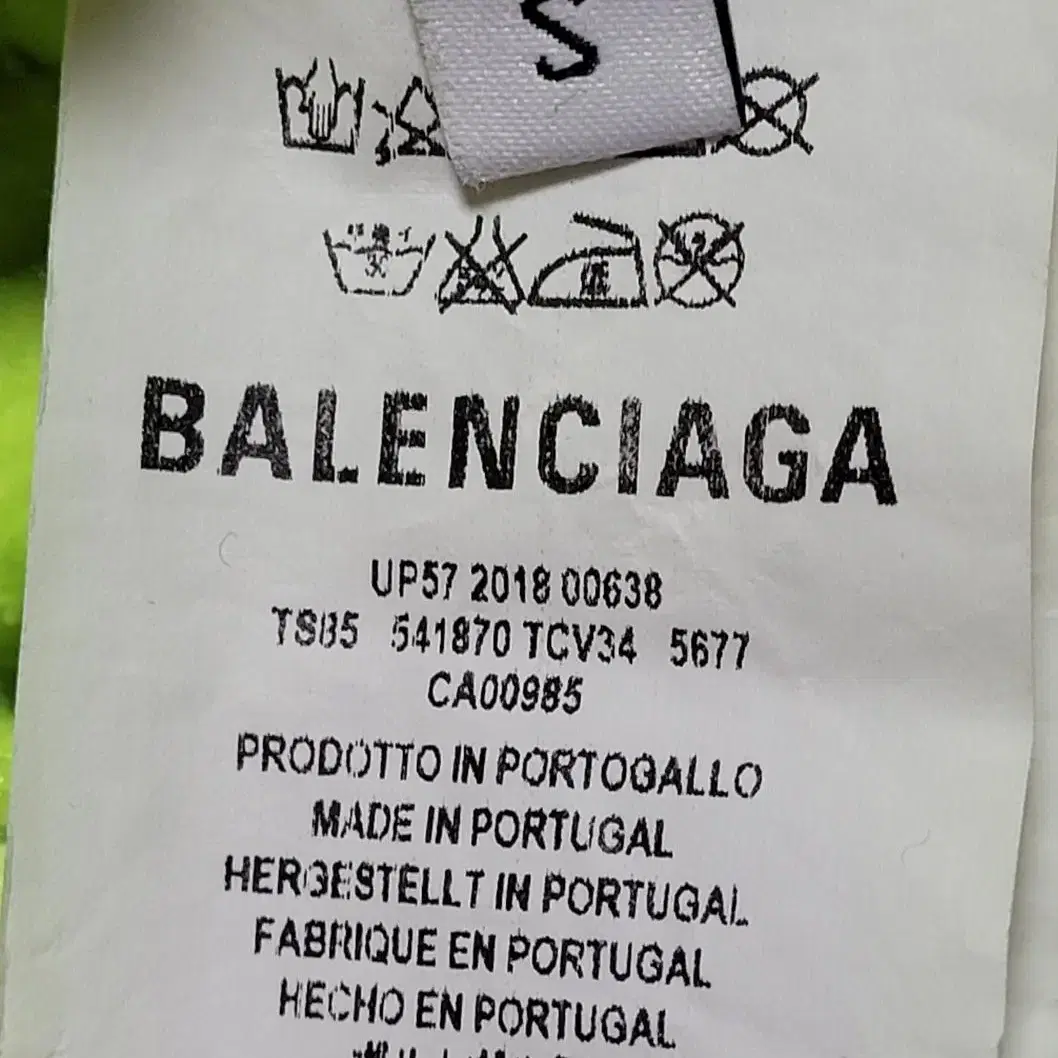 S
BALENCIAGA
UP57 2018 00638
TSB5 541870 TCV34 5677
CA00985
PRODOTTO IN PORTOGALLO
MADE IN PORTUGAL
HERGESTELLT IN PORTUGAL
FABRIQUE EN PORTUGAL
HECHO EN PORTUGAL